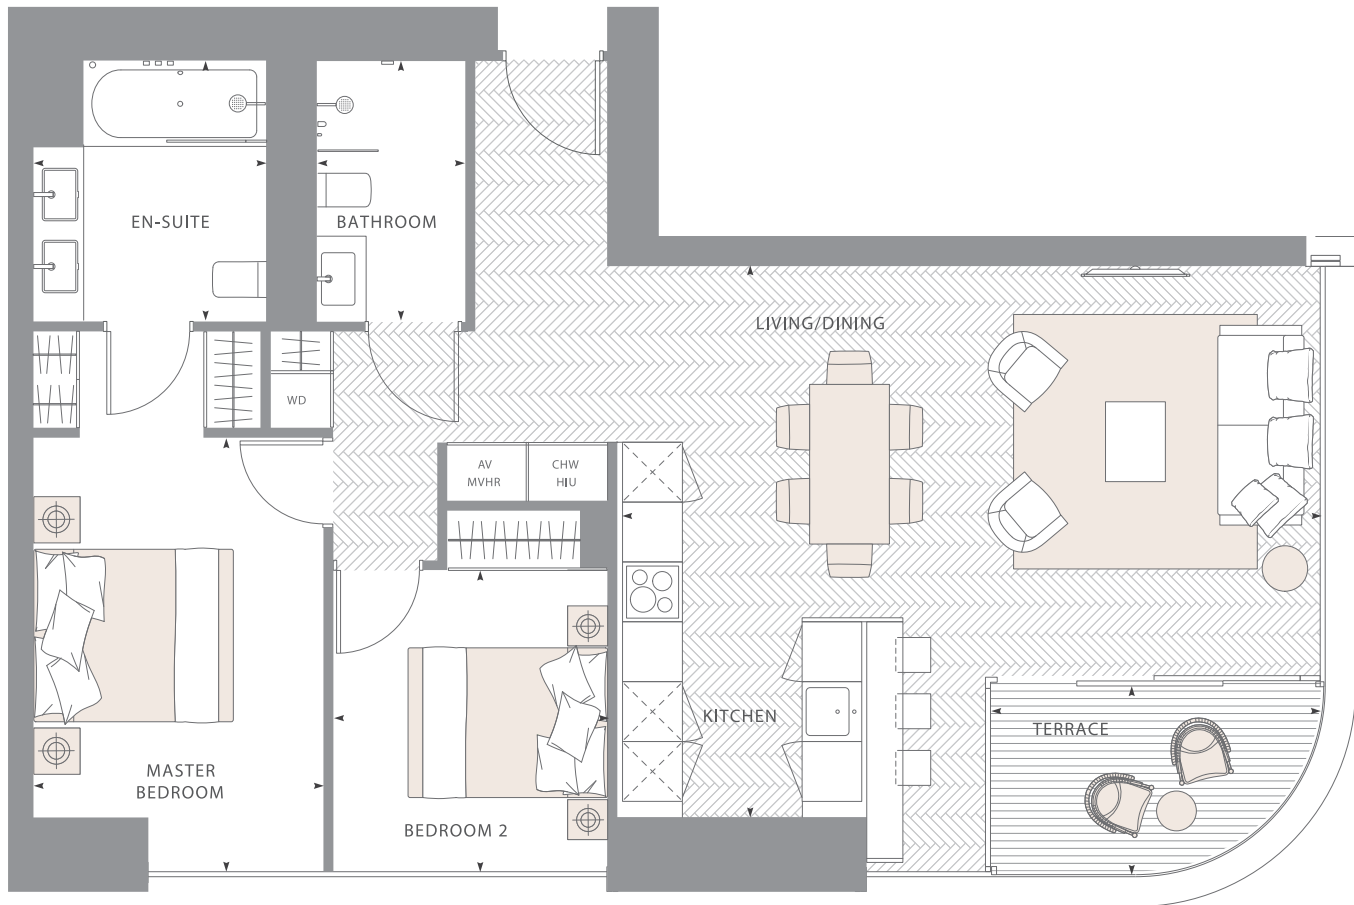 EN-SUITE
BATHROOM
LIVING/DINING
WD
AV
MVHR
CHW
HIU
KITCHEN
TERRACE
MASTER
BEDROOM
BEDROOM 2